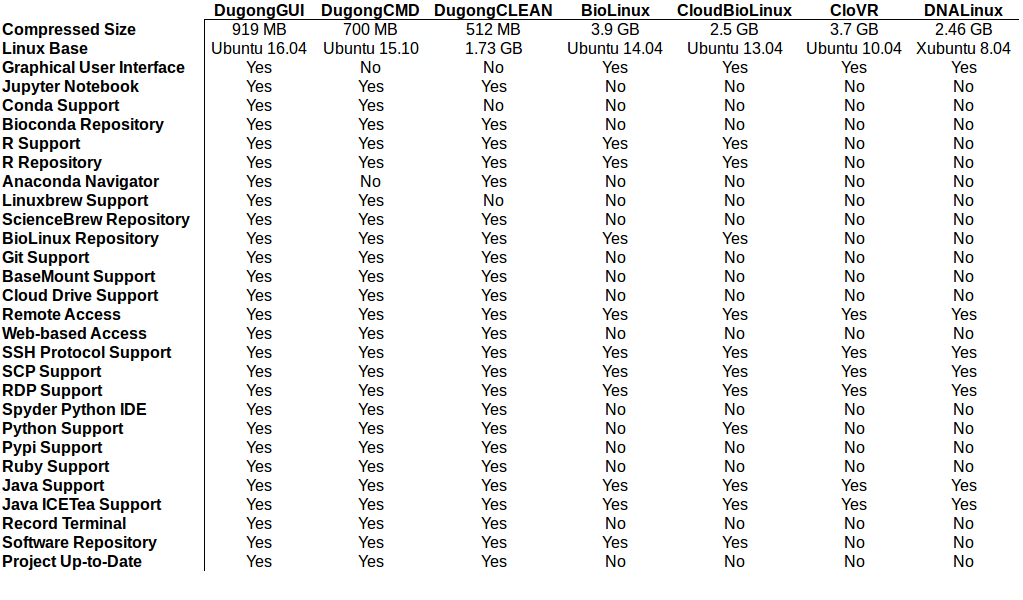 DugongGUI DugongCMD DugongCLEAN BioLinux CloudBioLinux CloVR DNALinux
Compressed Size 919 MB 700 MB 512 MB 3.9 GB 2.5 GB 3.7 GB 2.46 GB
Linux Base Ubuntu 16.04 Ubuntu 15.10 1.73 GB Ubuntu 14.04 Ubuntu 13.04 Ubuntu 10.04 Xubuntu 8.04
Graphical User Interface Yes No No Yes Yes Yes Yes
Jupyter Notebook Yes Yes Yes No No No No
Conda Support Yes Yes No No No No No
Bioconda Repository Yes Yes Yes No No No No
R Support Yes Yes Yes Yes Yes No No
R Repository Yes Yes Yes Yes Yes No No
Anaconda Navigator Yes No Yes No No No No
Linuxbrew Support Yes Yes No No No No No
ScienceBrew Repository Yes Yes Yes No No No No
BioLinux Repository Yes Yes Yes Yes Yes No No
Git Support Yes Yes Yes No No No No
BaseMount Support Yes Yes Yes No No No No
Cloud Drive Support Yes Yes Yes No No No No
Remote Access Yes Yes Yes Yes Yes Yes Yes
Web-based Access Yes Yes Yes No No No No
SSH Protocol Support Yes Yes Yes Yes Yes Yes Yes
SCP Support Yes Yes Yes Yes Yes Yes Yes
RDP Support Yes Yes Yes Yes Yes Yes Yes
Spyder Python IDE Yes Yes Yes No No No No
Python Support Yes Yes Yes No Yes No No
Pypi Support Yes Yes Yes No No No No
Ruby Support Yes Yes Yes No No No No
Java Support Yes Yes Yes Yes Yes Yes Yes
Java ICETea Support Yes Yes Yes Yes Yes Yes Yes
Record Terminal Yes Yes Yes No No No No
Software Repository Yes Yes Yes Yes Yes No No
Project Up-to-Date Yes Yes Yes No No No No